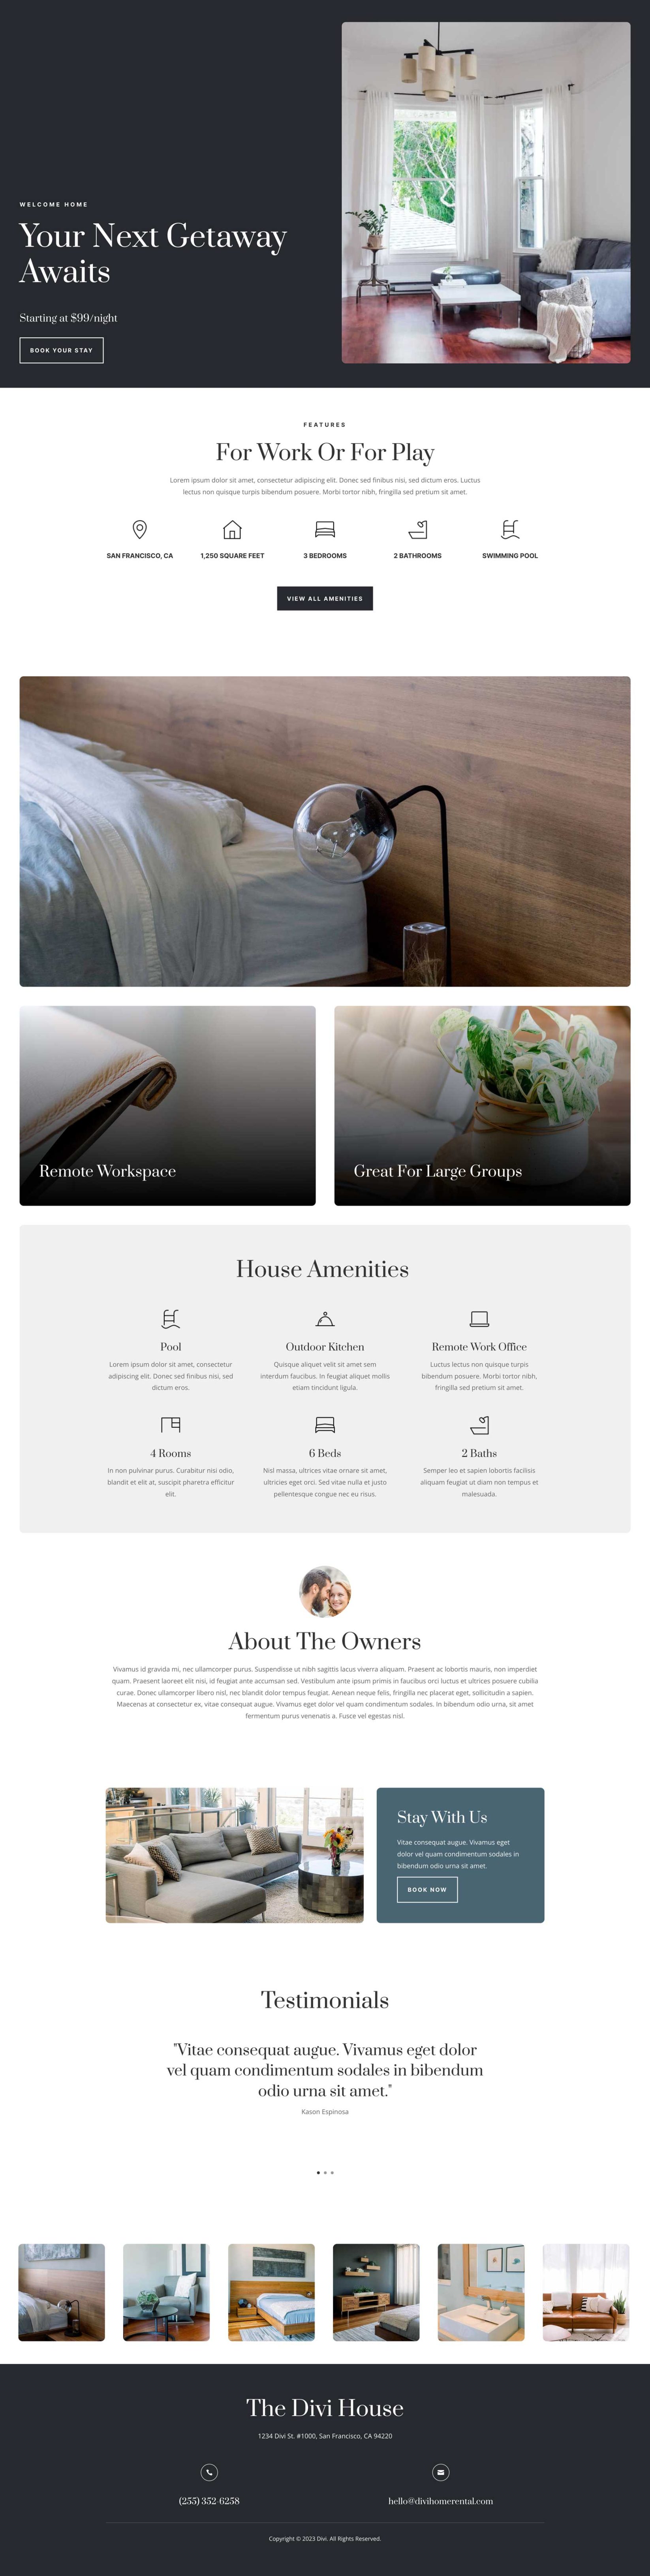 WELCOME HOME
Your Next Getaway
Awaits
Starting at $99/night
BOOK YOUR STAY
FEATURES
For Work Or For Play
Lorem ipsum dolor sit amet, consectetur adipiscing elit. Donec sed finibus nisi, sed dictum eros. Luctus
lectus non quisque turpis bibendum posuere. Morbi tortor nibh, fringilla sed pretium sit amet.
SAN FRANCISCO, CA
1,250 SQUARE FEET
3 BEDROOMS
2 BATHROOMS
SWIMMING POOL
VIEW ALL AMENITIES
Remote Workspace
Great For Large Groups
House Amenities
Pool
Lorem ipsum dolor sit amet, consectetur
adipiscing elit. Donec sed finibus nisi, sed
dictum eros.
Outdoor Kitchen
Quisque aliquet velit sit amet sem
interdum faucibus. In feugiat aliquet mollis
etiam tincidunt ligula.
Remote Work Office
Luctus lectus non quisque turpis
bibendum posuere. Morbi tortor nibh,
fringilla sed pretium sit amet.
4 Rooms
In non pulvinar purus. Curabitur nisi odio,
blandit et elit at, suscipit pharetra efficitur
elit.
6 Beds
Nisl massa, ultrices vitae ornare sit amet,
ultricies eget orci. Sed vitae nulla et justo
pellentesque congue nec eu risus.
2 Baths
Semper leo et sapien lobortis facilisis
aliquam feugiat ut diam non tempus et
malesuada.
About The Owners
Vivamus id gravida mi, nec ullamcorper purus. Suspendisse ut nibh sagittis lacus viverra aliquam. Praesent ac lobortis mauris, non imperdiet
quam. Praesent laoreet elit nisi, id feugiat ante accumsan sed. Vestibulum ante ipsum primis in faucibus orci luctus et ultrices posuere cubilia
curae. Donec ullamcorper libero nisl, nec blandit dolor tempus feugiat. Aenean neque felis, fringilla nec placerat eget, sollicitudin a sapien.
Maecenas at consectetur ex, vitae consequat augue. Vivamus eget dolor vel quam condimentum sodales. In bibendum odio urna, sit amet
fermentum purus venenatis a. Fusce vel egestas nisl.
Stay With Us
Vitae consequat augue. Vivamus eget
dolor vel quam condimentum sodales in
bibendum odio urna sit amet.
BOOK NOW
Testimonials
"Vitae consequat augue. Vivamus eget dolor
vel quam condimentum sodales in bibendum
odio urna sit amet."
Kason Espinosa
The Divi House
1234 Divi St. #1000, San Francisco, CA 94220
(255) 352-6258
hello@divihomerental.com
Copyright © 2023 Divi. All Rights Reserved.